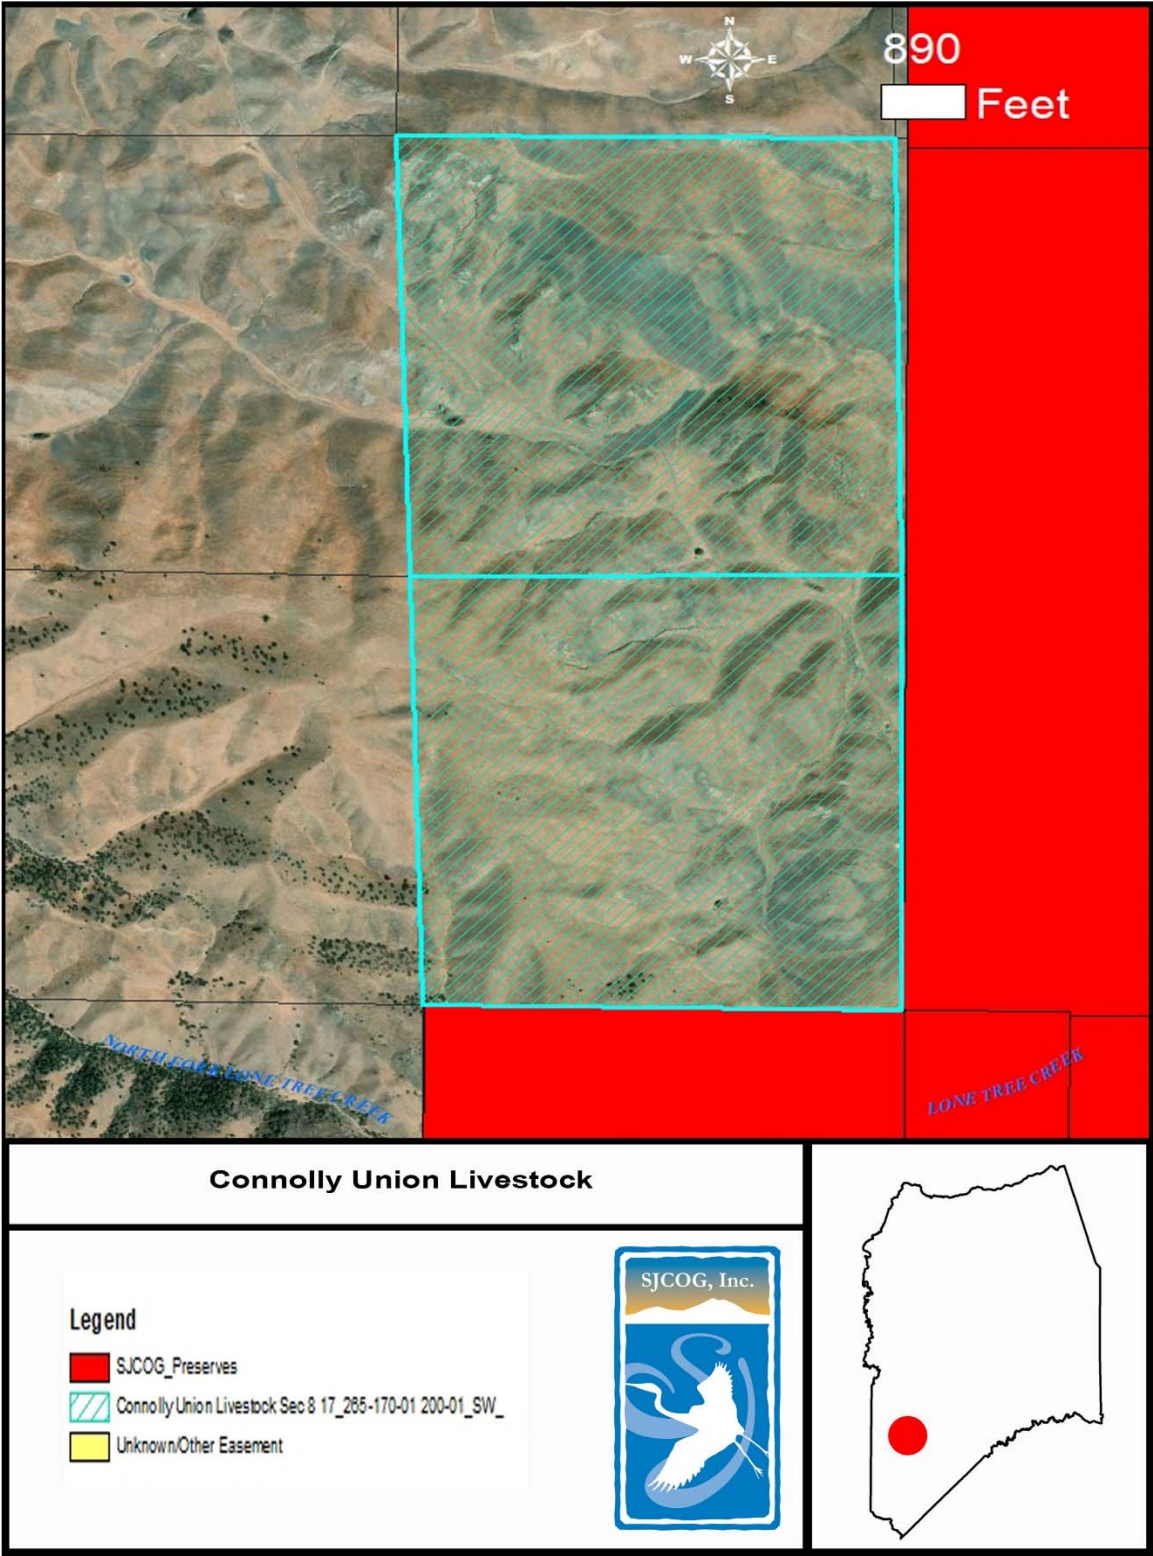 N
W E
S
890
Feet
NORTH FORK LONE TREE CREEK
LONE TREE CREEK
Connolly Union Livestock
Legend
SJCOG_Preserves
Connolly Union Livestock Sec 8 17_265-170-01 200-01_SW_
Unknown/Other Easement
SJCOG, Inc.